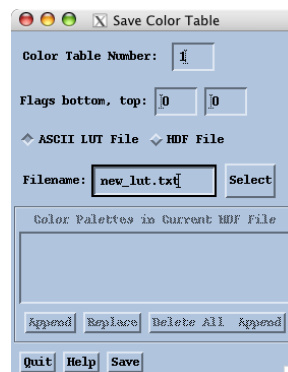 Save Color Table
Color Table Number: 1
Flags bottom, top: 0 0
ASCII LUT File HDF File
Filename: new_lut.txt Select
Color Palettes in Current HDF File
Append Replace Delete All Append
Quit Help Save